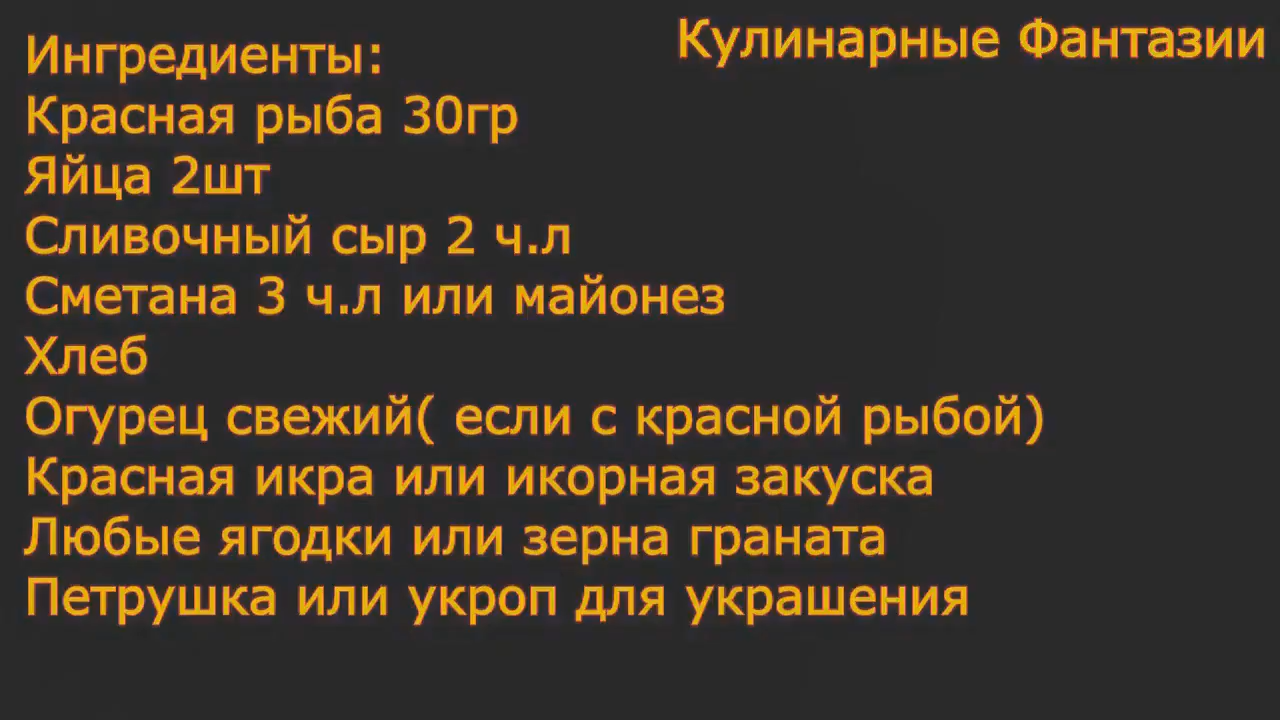 Кулинарные Фантазии
Ингредиенты:
Красная рыба 30гр
Яйца 2шт
Сливочный сыр 2 ч.л
Сметана 3 ч.л или майонез
Хлеб
Огурец свежий( если с красной рыбой)
Красная икра или икорная закуска
Любые ягодки или зерна граната
Петрушка или укроп для украшения